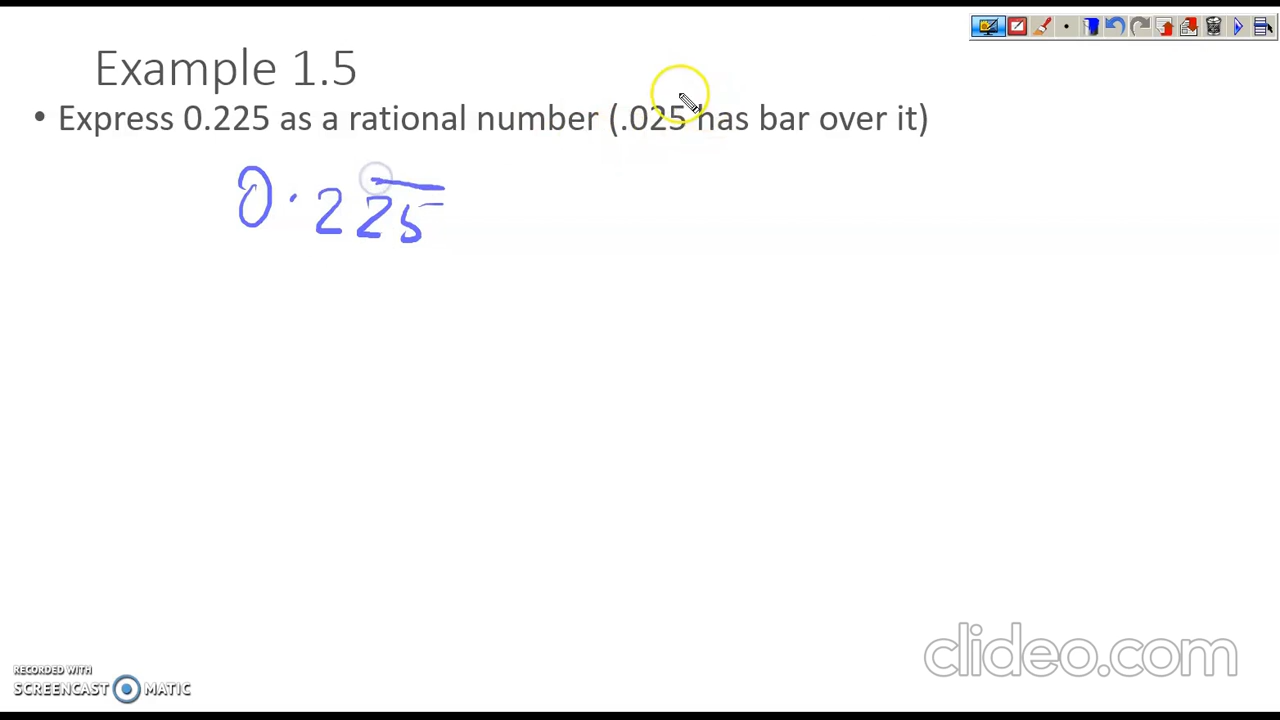 Example 1.5
• Express 0.225 as a rational number (.025 has bar over it)
0.225
clideo.com
RECORDED WITH
SCREENCAST MATIC